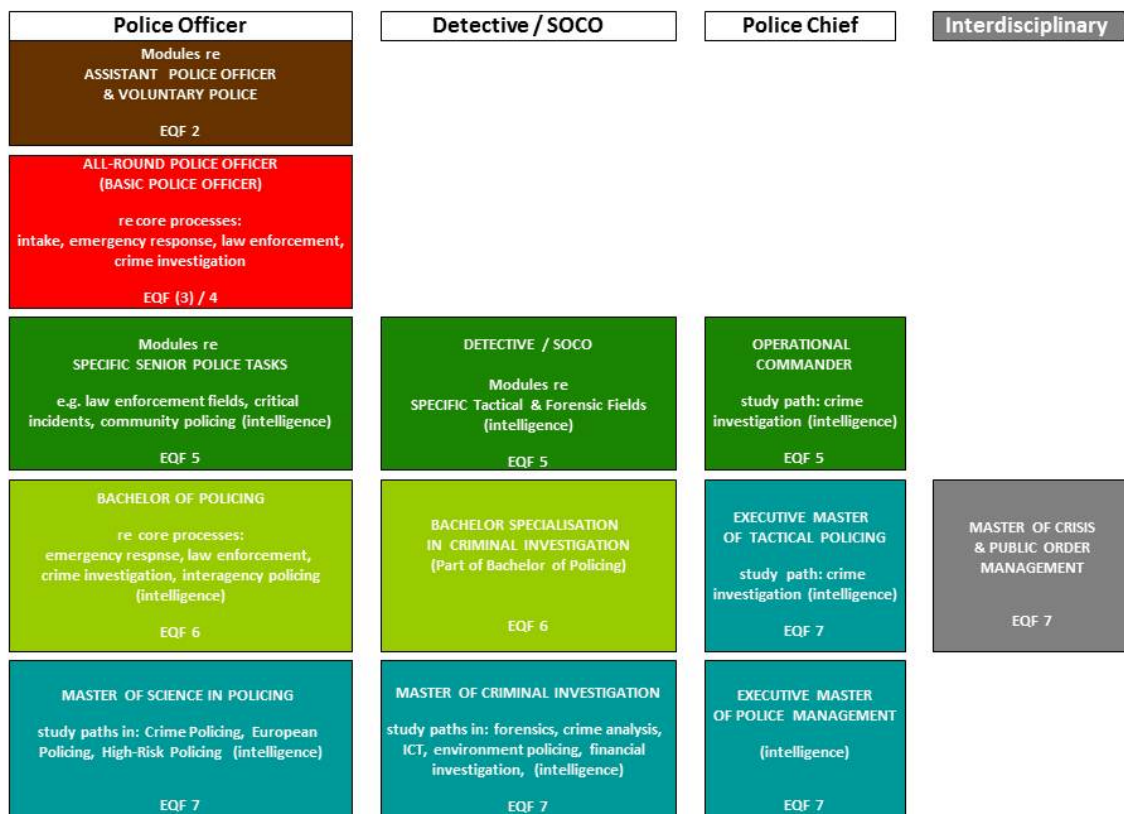 Police Officer
Detective / SOCO
Police Chief
Interdisciplinary
Modules re
ASSISTANT POLICE OFFICER
& VOLUNTARY POLICE
EQF 2
ALL-ROUND POLICE OFFICER
(BASIC POLICE OFFICER)
re core processes:
intake, emergency response, law enforcement,
crime investigation
EQF (3) / 4
Modules re
SPECIFIC SENIOR POLICE TASKS
e.g. law enforcement fields, critical
incidents, community policing (intelligence)
EQF 5
DETECTIVE / SOCO
Modules re
SPECIFIC Tactical & Forensic Fields
(intelligence)
EQF 5
OPERATIONAL
COMMANDER
study path: crime
investigation (intelligence)
EQF 5
BACHELOR OF POLICING
re core processes:
emergency respnse, law enforcement,
crime investigation, interagency policing
(intelligence)
EQF 6
BACHELOR SPECIALISATION
IN CRIMINAL INVESTIGATION
(Part of Bachelor of Policing)
EQF 6
EXECUTIVE MASTER
OF TACTICAL POLICING
study path: crime
investigation (intelligence)
EQF 7
MASTER OF CRISIS
& PUBLIC ORDER
MANAGEMENT
EQF 7
MASTER OF SCIENCE IN POLICING
study paths in: Crime Policing, European
Policing, High-Risk Policing (intelligence)
EQF 7
MASTER OF CRIMINAL INVESTIGATION
study paths in: forensics, crime analysis,
ICT, environment policing, financial
investigation, (intelligence)
EQF 7
EXECUTIVE MASTER
OF POLICE MANAGEMENT
(intelligence)
EQF 7